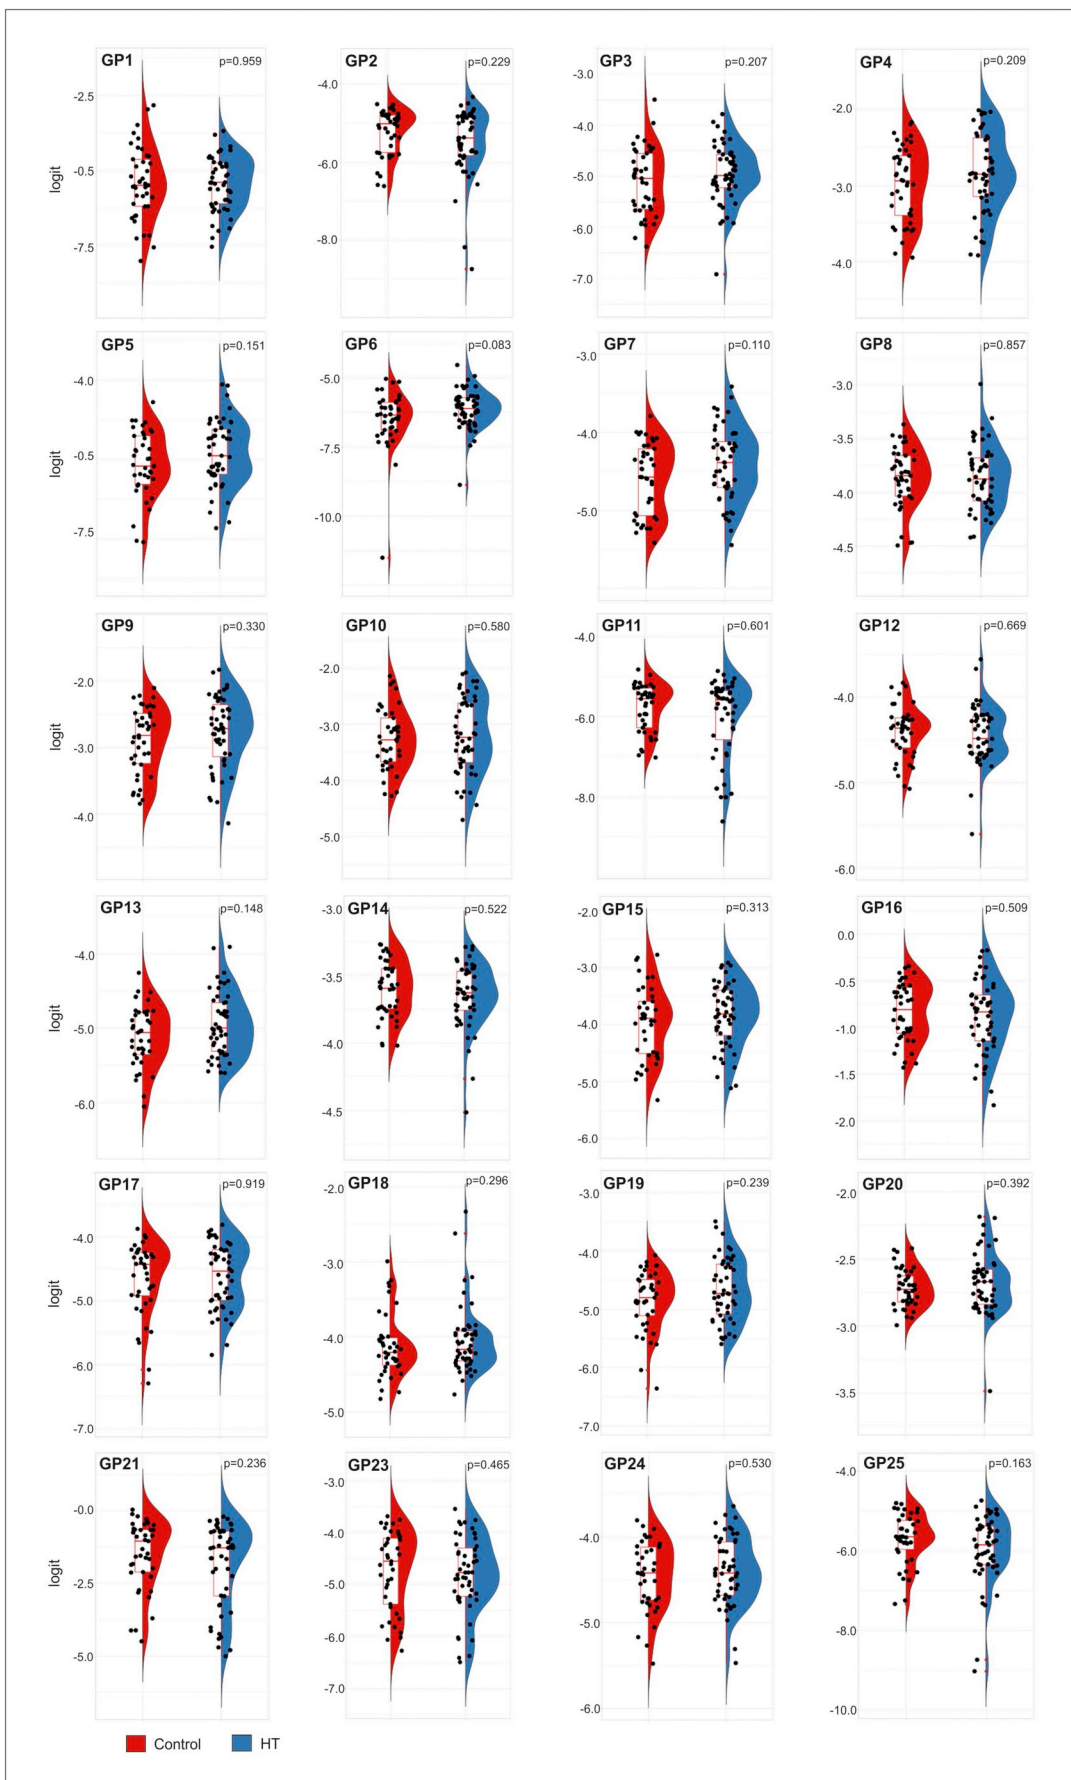 GP1 p=0.959
-2.5
-0.5
-7.5
logit
GP2 p=0.229
-4.0
-6.0
-8.0
GP3 p=0.207
-3.0
-4.0
-5.0
-6.0
-7.0
GP4 p=0.209
-2.0
-3.0
-4.0
GP5 p=0.151
-4.0
-0.5
-7.5
logit
GP6 p=0.083
-5.0
-7.5
-10.0
GP7 p=0.110
-3.0
-4.0
-5.0
GP8 p=0.857
-3.0
-3.5
-4.0
-4.5
GP9 p=0.330
-2.0
-3.0
-4.0
logit
GP10 p=0.580
-2.0
-3.0
-4.0
-5.0
GP11 p=0.601
-4.0
-6.0
-8.0
GP12 p=0.669
-4.0
-5.0
-6.0
GP13 p=0.148
-4.0
-5.0
-6.0
logit
GP14 p=0.522
-3.0
-3.5
-4.0
-4.5
GP15 p=0.313
-2.0
-3.0
-4.0
-5.0
-6.0
GP16 p=0.509
0.0
-0.5
-1.0
-1.5
-2.0
GP17 p=0.919
-4.0
-5.0
-6.0
-7.0
logit
GP18 p=0.296
-2.0
-3.0
-4.0
-5.0
GP19 p=0.239
-3.0
-4.0
-5.0
-6.0
-7.0
GP20 p=0.392
-2.0
-2.5
-3.0
-3.5
GP21 p=0.236
-0.0
-2.5
-5.0
logit
GP23 p=0.465
-3.0
-4.0
-5.0
-6.0
-7.0
GP24 p=0.530
-4.0
-5.0
-6.0
GP25 p=0.163
-4.0
-6.0
-8.0
-10.0
Control HT